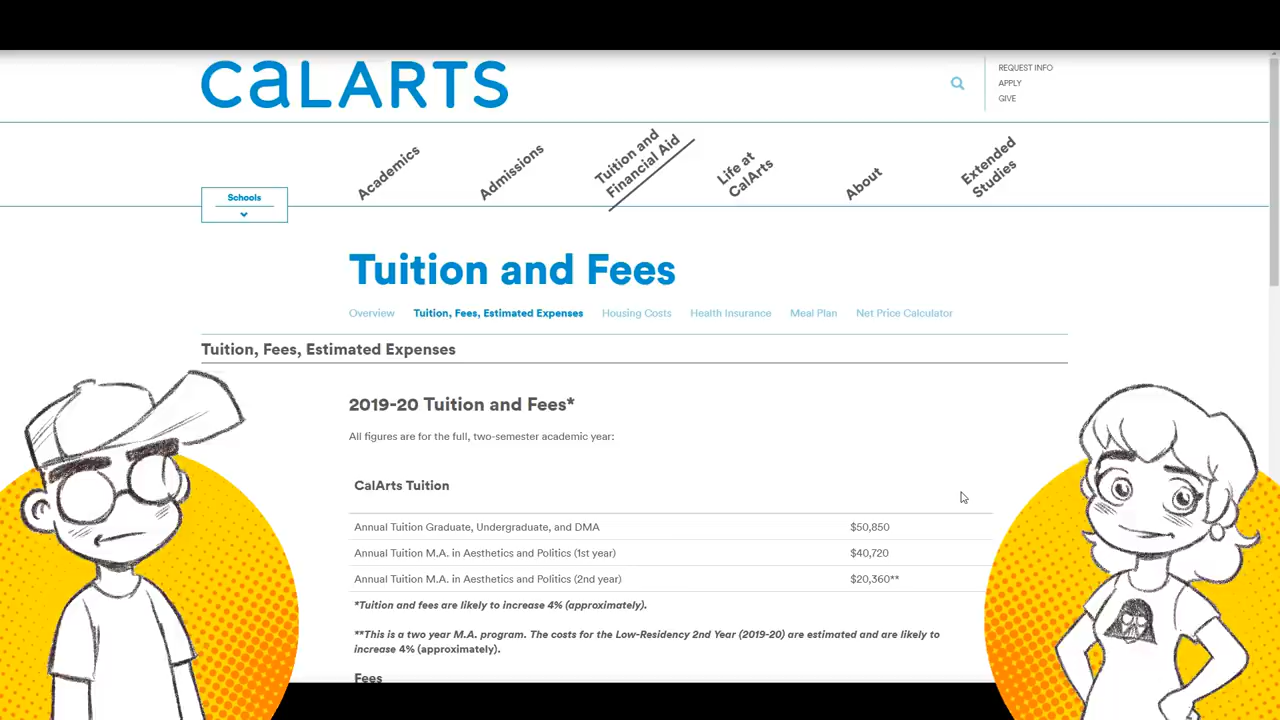 CALARTS
REQUEST INFO
APPLY
GIVE
Academics
Admissions
Tuition and
Financial Aid
Life at
CalArts
About
Extended
Studies
Schools
Tuition and Fees
Overview Tuition, Fees, Estimated Expenses Housing Costs Health Insurance Meal Plan Net Price Calculator
Tuition, Fees, Estimated Expenses
2019-20 Tuition and Fees*
All figures are for the full, two-semester academic year:
CalArts Tuition
Annual Tuition Graduate, Undergraduate, and DMA $50,850
Annual Tuition M.A. in Aesthetics and Politics (1st year) $40,720
Annual Tuition M.A. in Aesthetics and Politics (2nd year) $20,360**
*Tuition and fees are likely to increase 4% (approximately).
**This is a two year M.A. program. The costs for the Low-Residency 2nd Year (2019-20) are estimated and are likely to
increase 4% (approximately).
Fees